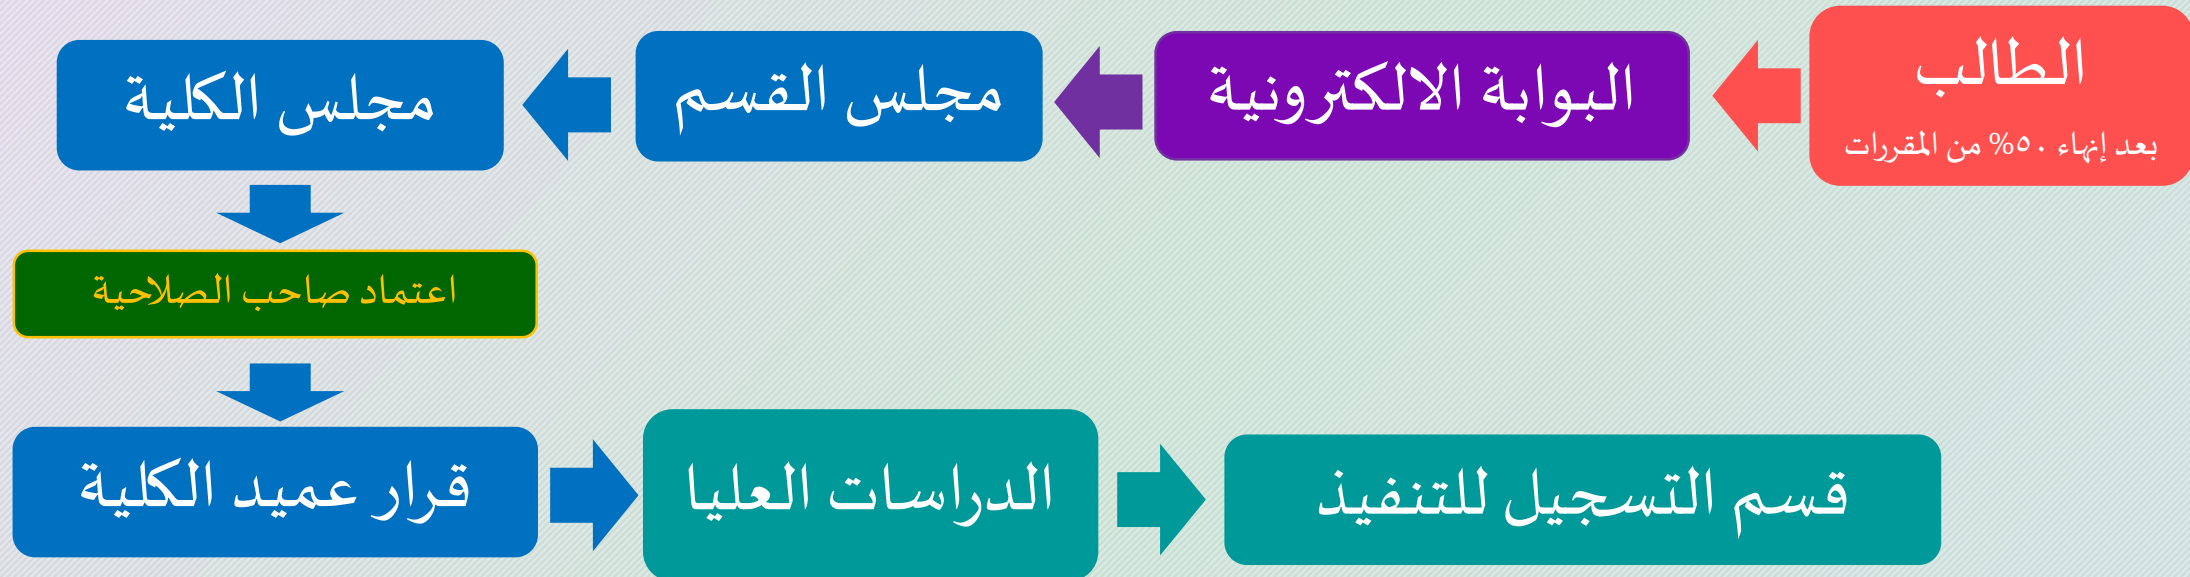 الطالب
بعد إنهاء ٥٠% من المقررات
البوابة الالكترونية
مجلس القسم
مجلس الكلية
اعتماد صاحب الصلاحية
قرار عميد الكلية
الدراسات العليا
قسم التسجيل للتنفيذ